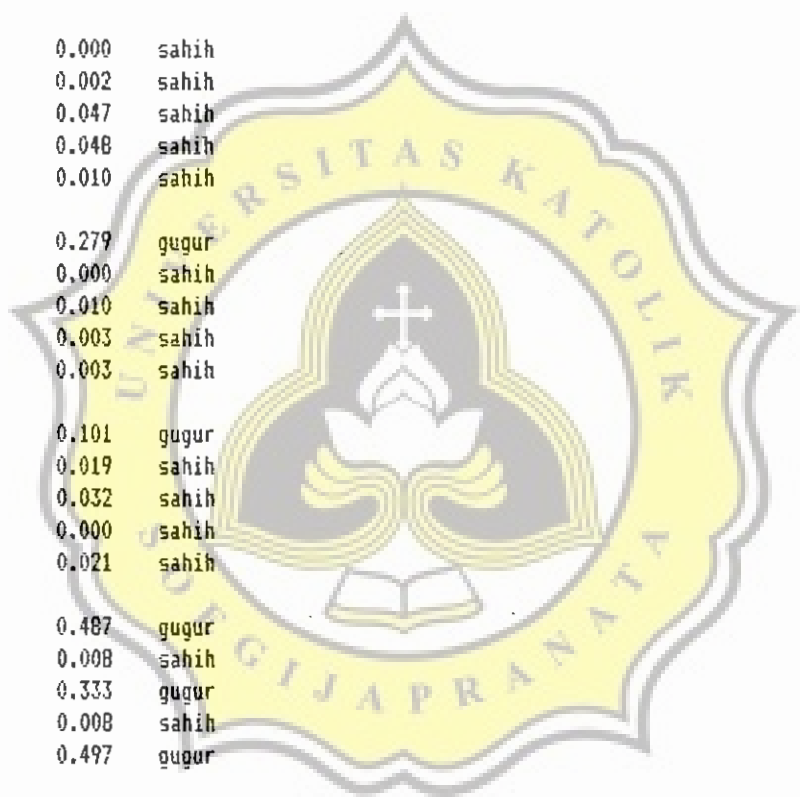 0.000 sahih
0.002 sahih
0.047 sahih
0.048 sahih
0.010 sahih
0.279 gugur
0.000 sahih
0.010 sahih
0.003 sahih
0.003 sahih
0.101 gugur
0.019 sahih
0.032 sahih
0.000 sahih
0.021 sahih
0.487 gugur
0.008 sahih
0.333 gugur
0.008 sahih
0.497 gugur
UNIVERSITAS KATOLIK
SOEGIJAPRANATA